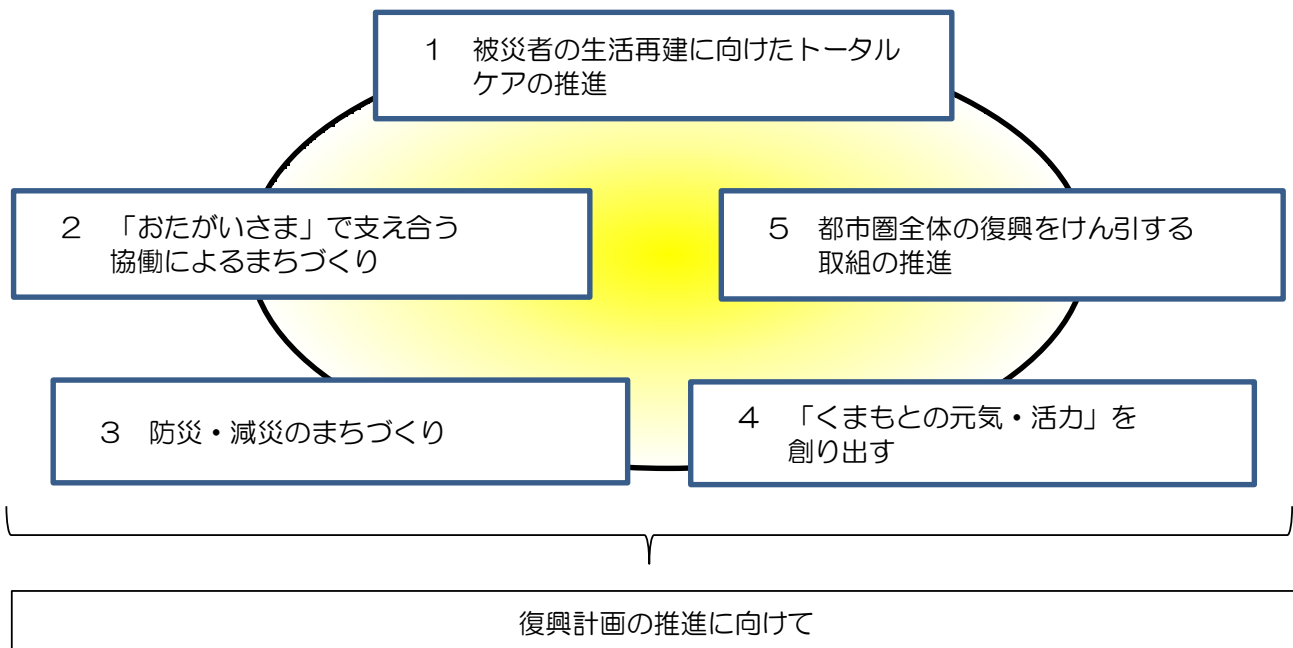 １　被災者の生活再建に向けたトータル
ケアの推進
２　「おたがいさま」で支え合う
協働によるまちづくり
３　防災・減災のまちづくり
４　「くまもとの元気・活力」を
創り出す
５　都市圏全体の復興をけん引する
取組の推進
復興計画の推進に向けて